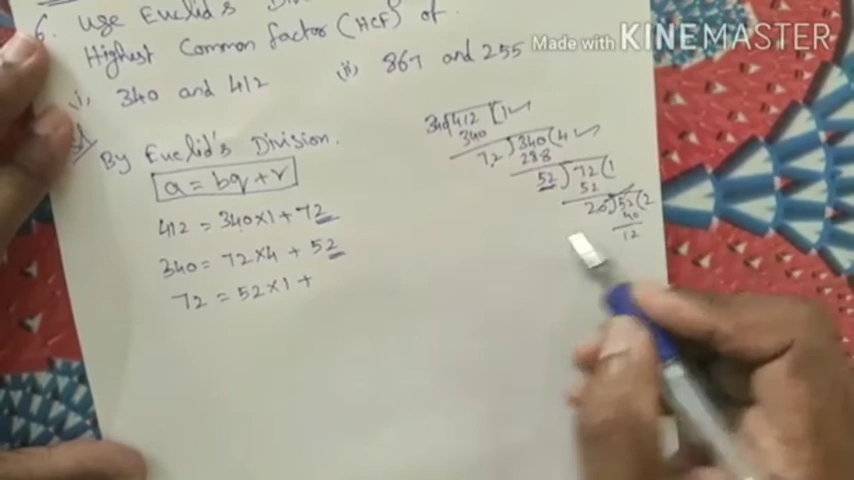 6. Use Euclid's
Highest Common factor (HCF) of.
Made with KINEMASTER
(i), 340 and 412 (ii) 867 and 255
By Euclid's Division.
a = bq + r
412 = 340×1 + 72
340 = 72×4 + 52
72 = 52×1 +
340)412(1
340
72)340(4
288
52)72(1
52
20)52(2
40
12